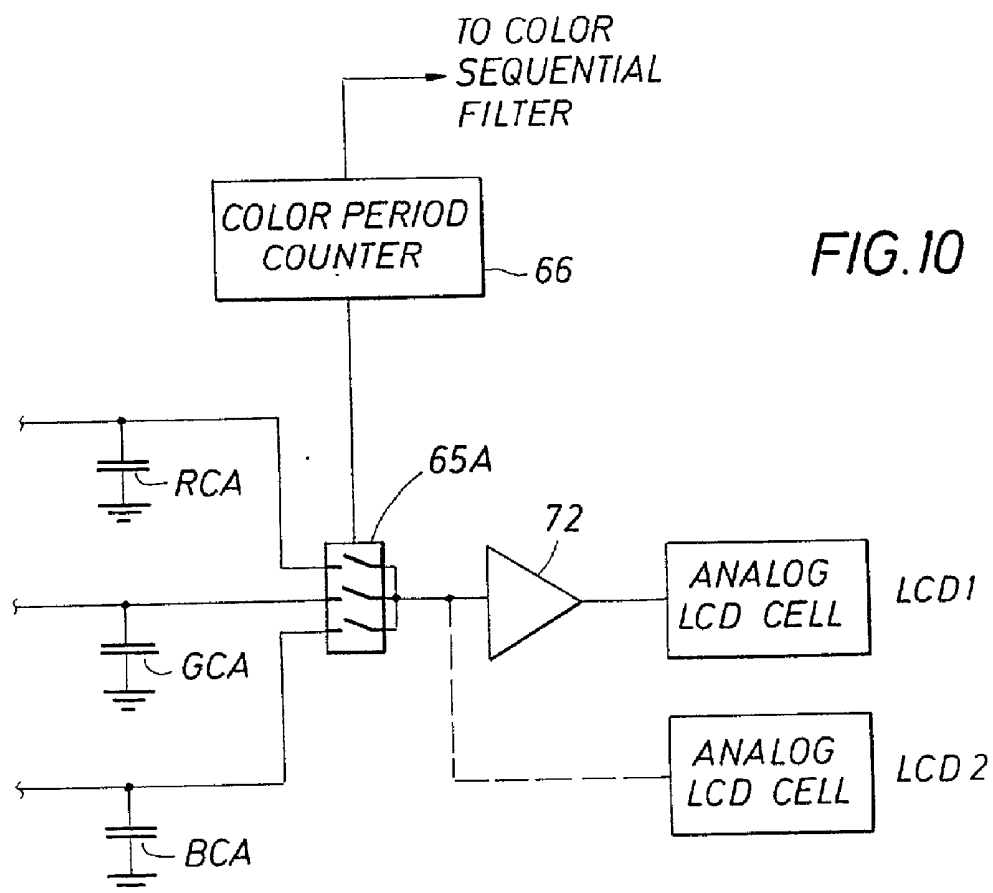 TO COLOR
SEQUENTIAL
FILTER
COLOR PERIOD
COUNTER
66
FIG.10
RCA
65A
72
ANALOG
LCD CELL
LCD1
GCA
ANALOG
LCD CELL
LCD2
BCA